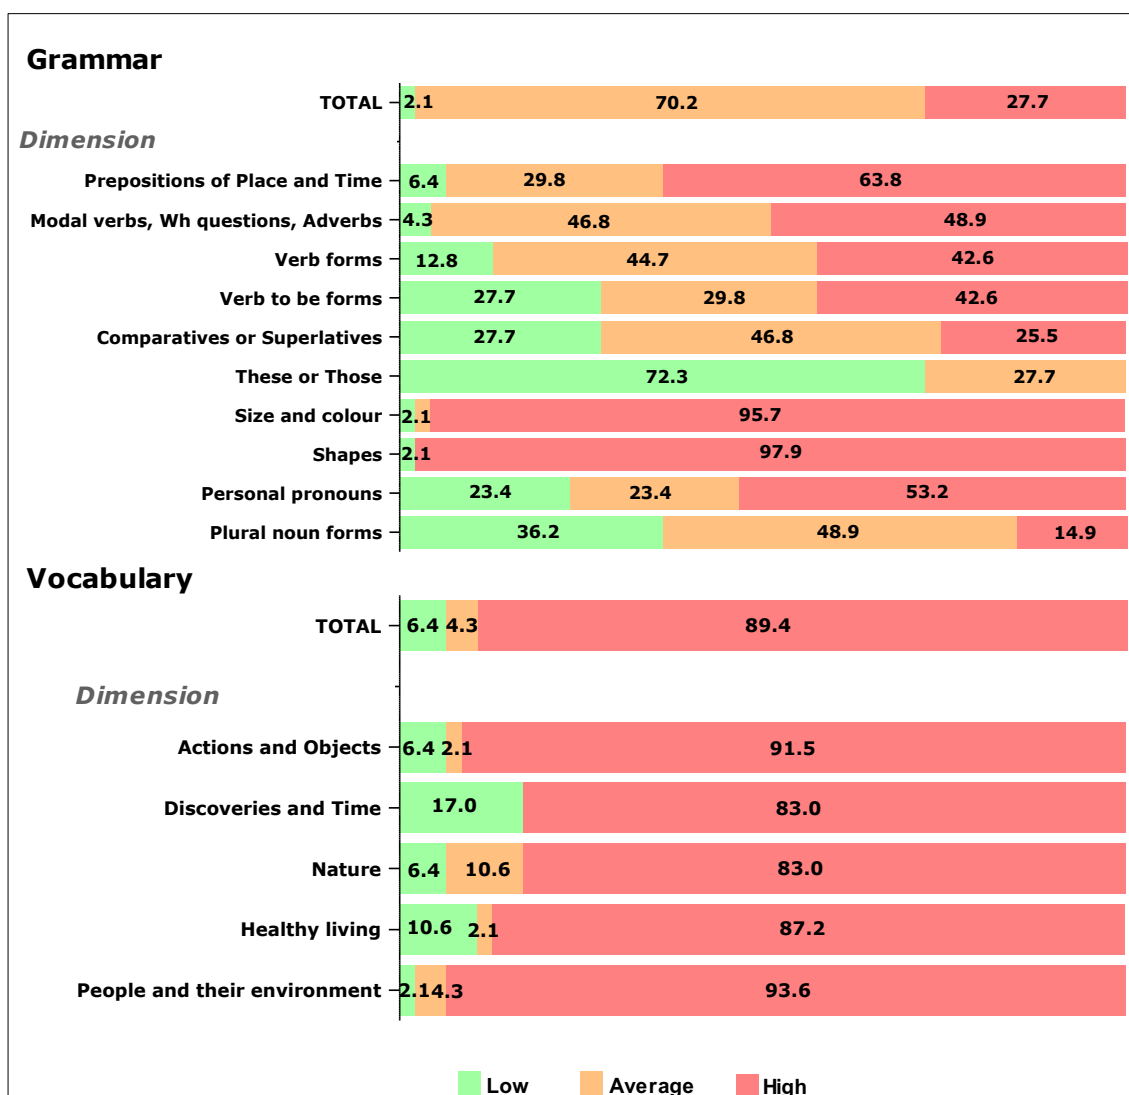 Grammar
TOTAL 2.1 70.2 27.7
Dimension
Prepositions of Place and Time 6.4 29.8 63.8
Modal verbs, Wh questions, Adverbs 4.3 46.8 48.9
Verb forms 12.8 44.7 42.6
Verb to be forms 27.7 29.8 42.6
Comparatives or Superlatives 27.7 46.8 25.5
These or Those 72.3 27.7
Size and colour 2.1 95.7
Shapes 2.1 97.9
Personal pronouns 23.4 23.4 53.2
Plural noun forms 36.2 48.9 14.9
Vocabulary
TOTAL 6.4 4.3 89.4
Dimension
Actions and Objects 6.4 2.1 91.5
Discoveries and Time 17.0 83.0
Nature 6.4 10.6 83.0
Healthy living 10.6 2.1 87.2
People and their environment 2.1 4.3 93.6
Low Average High